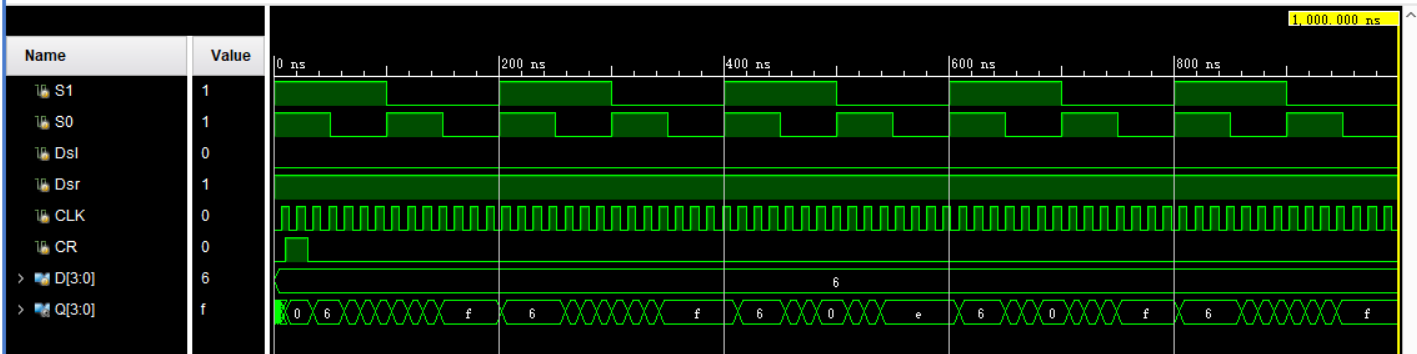 1,000.000 ns
Name Value
0 ns 200 ns 400 ns 600 ns 800 ns
S1 1
S0 1
Dsl 0
Dsr 1
CLK 0
CR 0
D[3:0] 6 6
Q[3:0] f 0 6 f 6 f 6 0 e 6 0 f 6 f